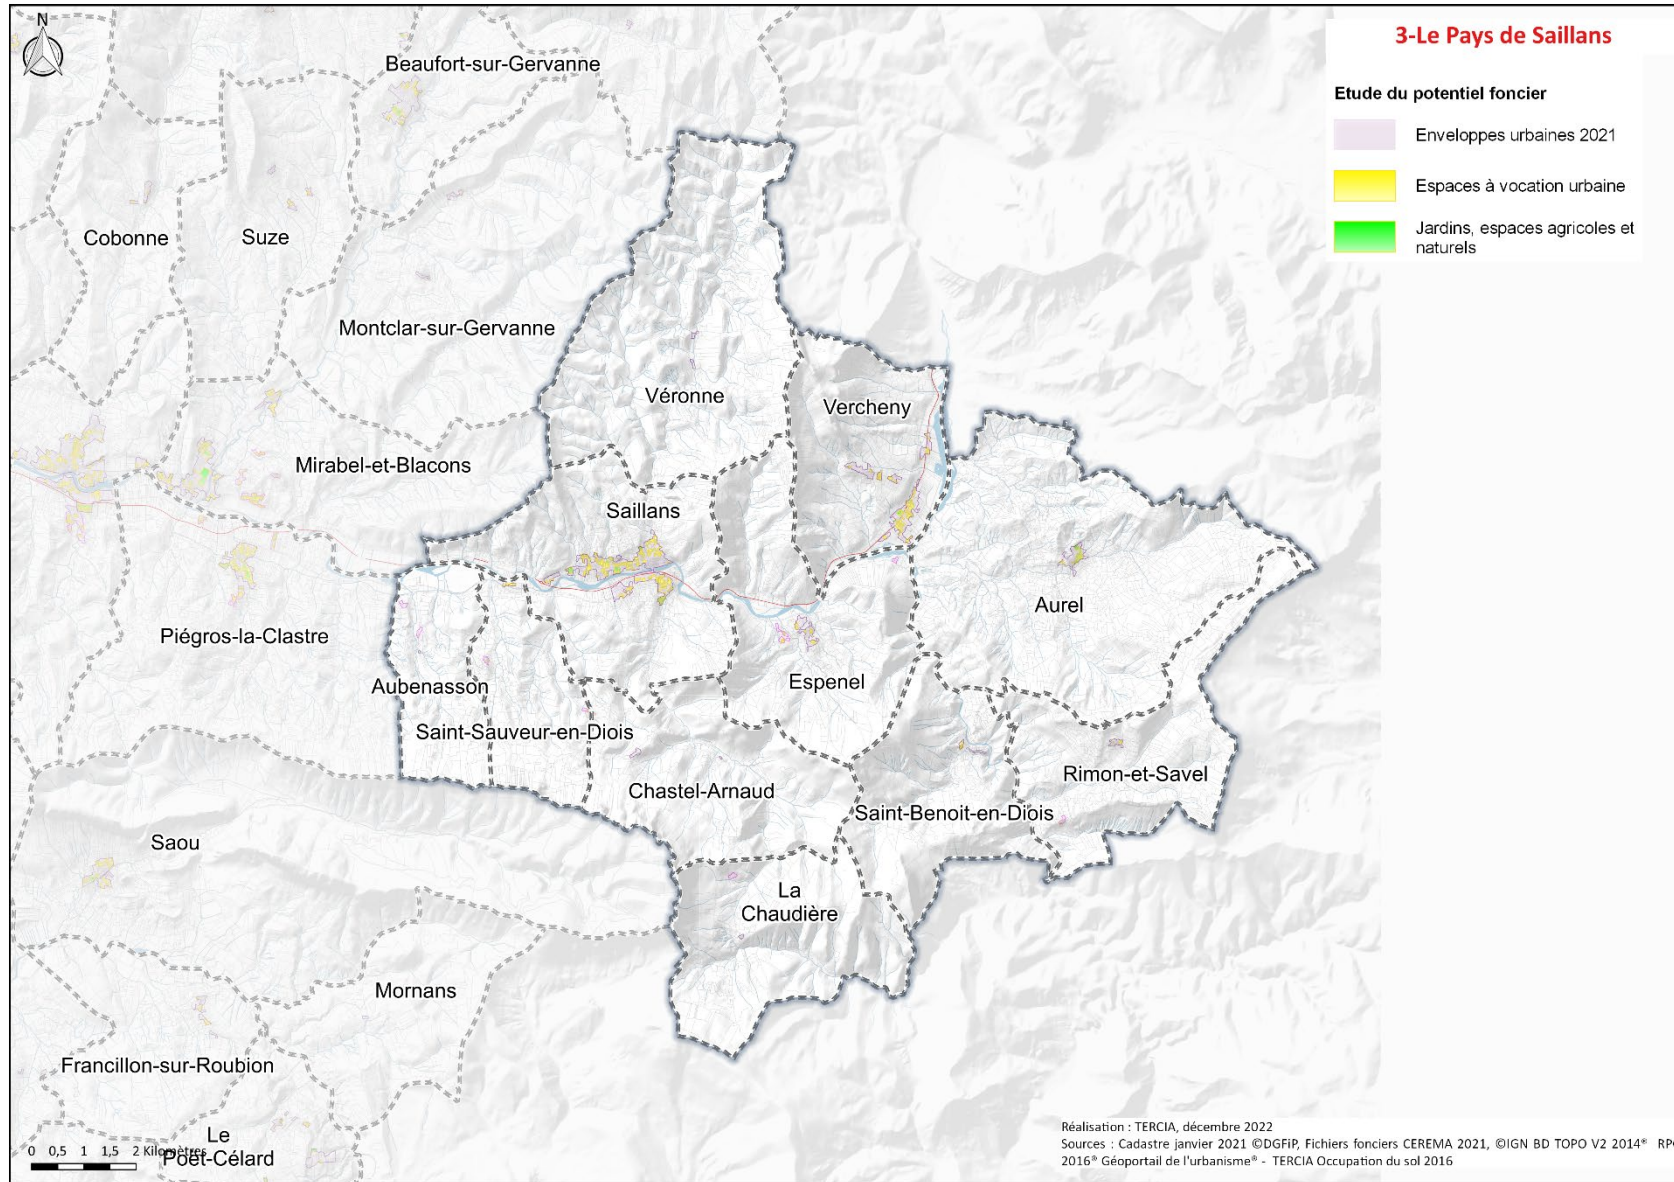 N
3-Le Pays de Saillans
Etude du potentiel foncier
Enveloppes urbaines 2021
Espaces à vocation urbaine
Jardins, espaces agricoles et
naturels
Beaufort-sur-Gervanne
Cobonne
Suze
Montclar-sur-Gervanne
Véronne
Vercheny
Mirabel-et-Blacons
Saillans
Aurel
Piégros-la-Clastre
Aubenasson
Espenel
Saint-Sauveur-en-Diois
Rimon-et-Savel
Chastel-Arnaud
Saint-Benoit-en-Diois
Saou
La
Chaudière
Mornans
Francillon-sur-Roubion
Le
Poët-Célard
0 0,5 1 1,5 2 Kilomètres
Réalisation : TERCIA, décembre 2022
Sources : Cadastre janvier 2021 ©DGFiP, Fichiers fonciers CEREMA 2021, ©IGN BD TOPO V2 2014® RPG
2016® Géoportail de l'urbanisme® - TERCIA Occupation du sol 2016